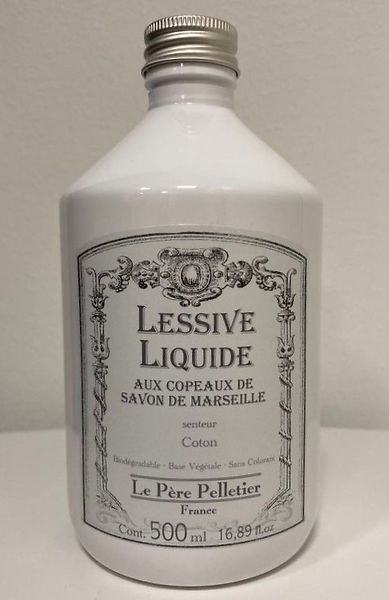 LESSIVE
LIQUIDE
AUX COPEAUX DE
SAVON DE MARSEILLE
senteur
Coton
Biodégradable · Base Végétale · Sans Colorant
Le Père Pelletier
France
Cont. 500 ml 16,89 fl.oz